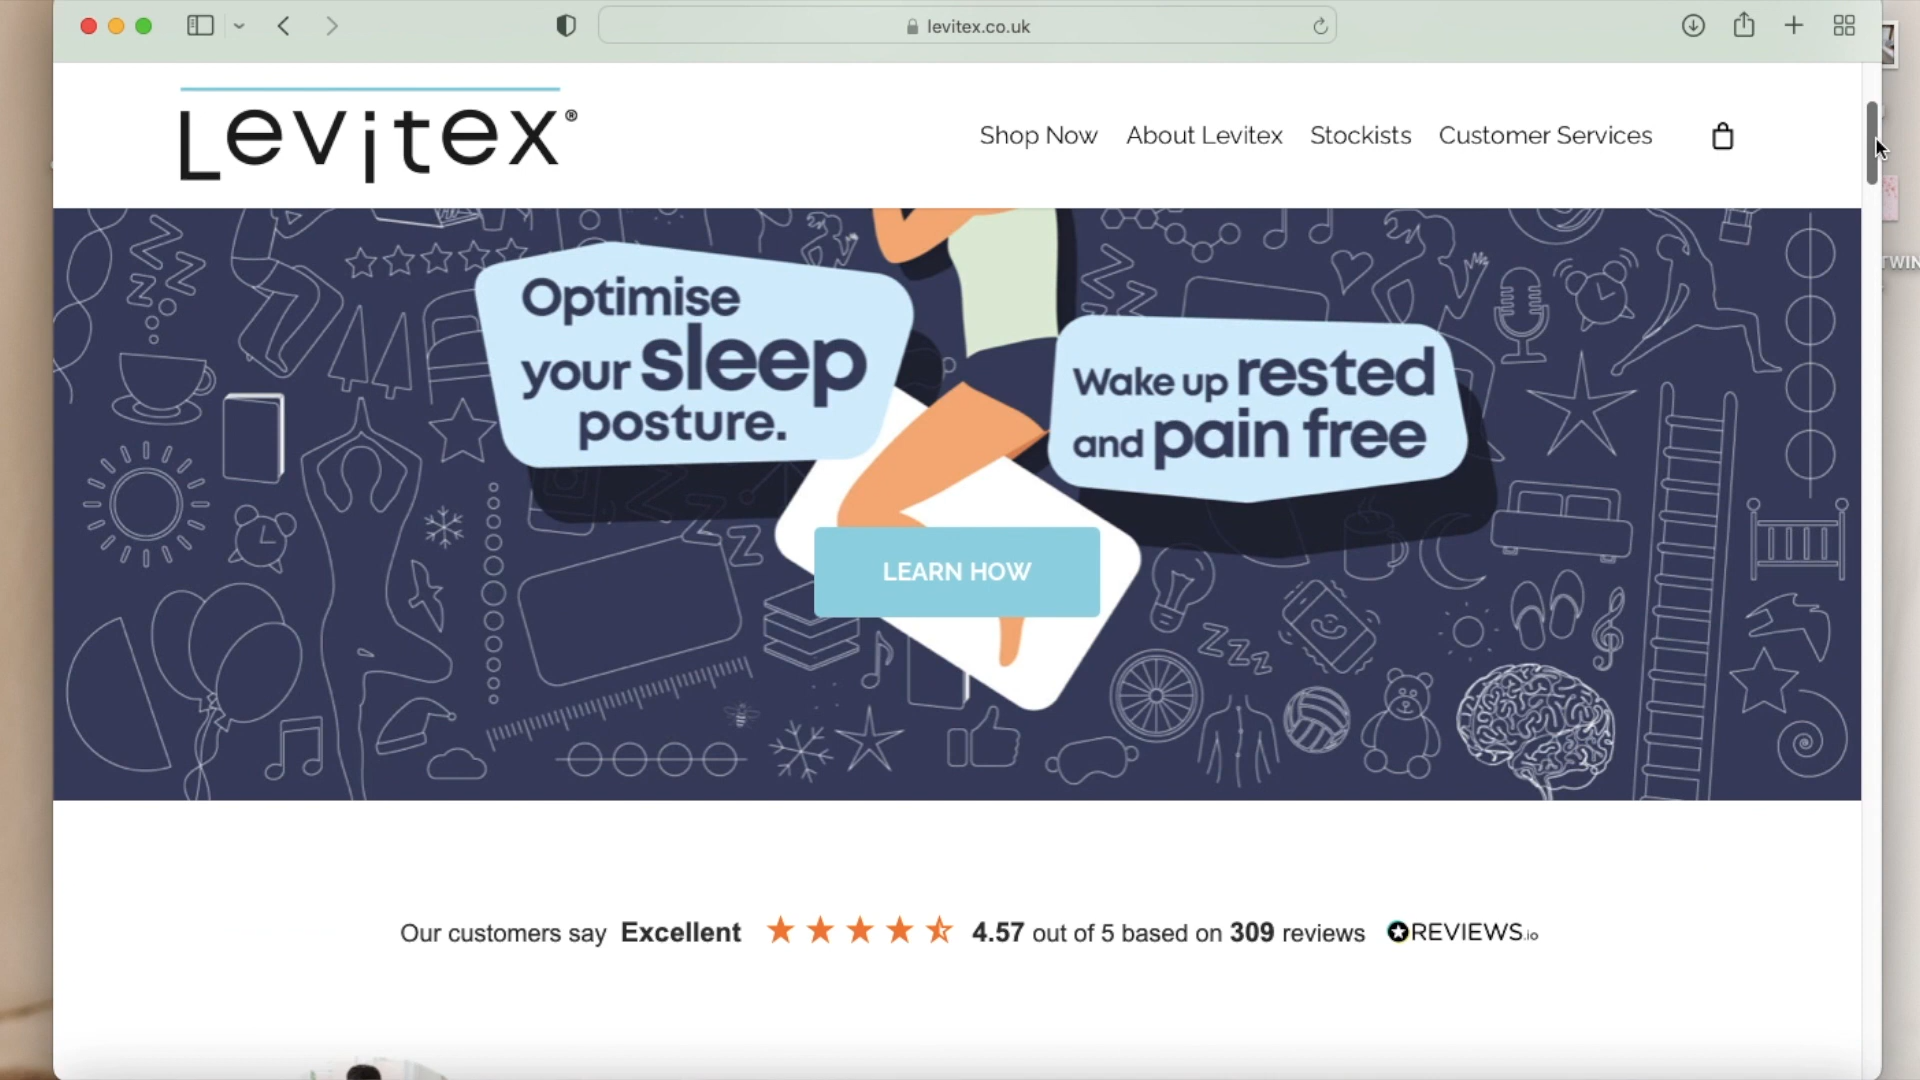 levitex.co.uk
Levitex®
Shop Now About Levitex Stockists Customer Services
Optimise
your sleep
posture.
Wake up rested
and pain free
LEARN HOW
Our customers say Excellent 4.57 out of 5 based on 309 reviews REVIEWS.io
TWIN